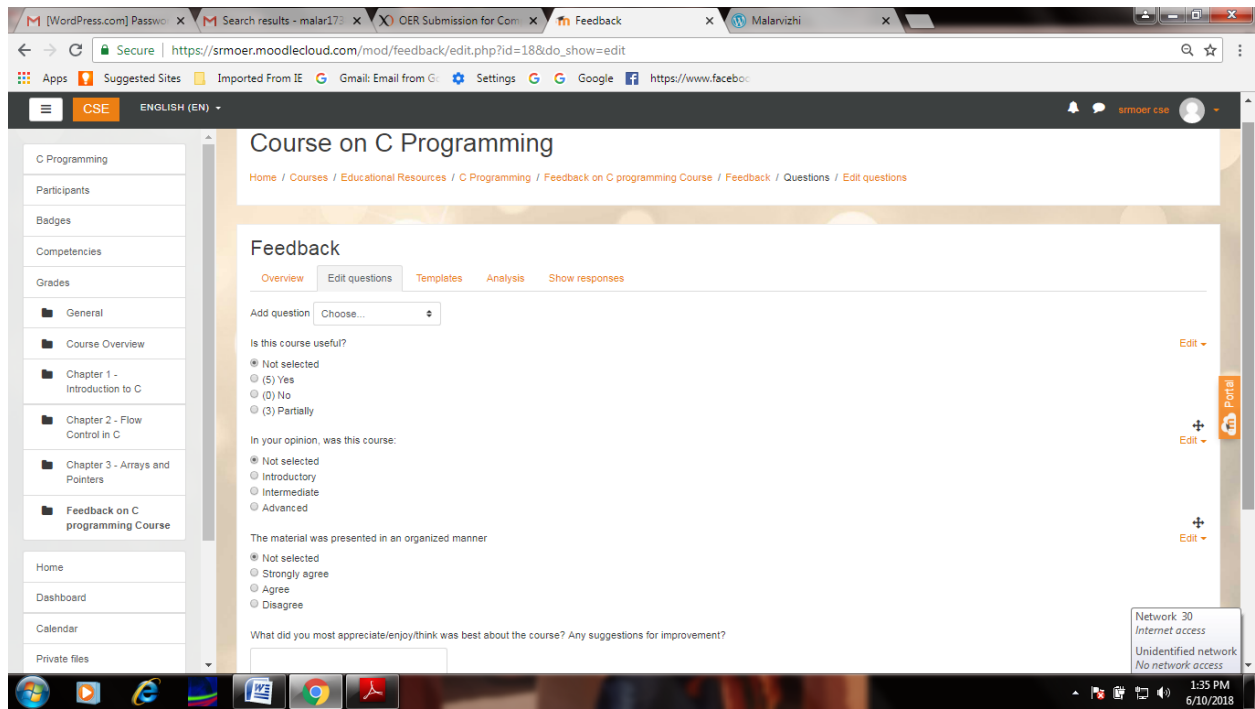 [WordPress.com] Passwo
Search results - malar173
OER Submission for Com
Feedback
Malarvizhi
Secure | https://srmoer.moodlecloud.com/mod/feedback/edit.php?id=18&do_show=edit
Apps Suggested Sites Imported From IE Gmail: Email from Go Settings Google https://www.faceboo
CSE ENGLISH (EN) srmoer cse
C Programming
Participants
Badges
Competencies
Grades
General
Course Overview
Chapter 1 -
Introduction to C
Chapter 2 - Flow
Control in C
Chapter 3 - Arrays and
Pointers
Feedback on C
programming Course
Home
Dashboard
Calendar
Private files
Course on C Programming
Home / Courses / Educational Resources / C Programming / Feedback on C programming Course / Feedback / Questions / Edit questions
Feedback
Overview Edit questions Templates Analysis Show responses
Add question Choose...
Is this course useful? Edit
Not selected
(5) Yes
(0) No
(3) Partially
In your opinion, was this course: Edit
Not selected
Introductory
Intermediate
Advanced
The material was presented in an organized manner Edit
Not selected
Strongly agree
Agree
Disagree
What did you most appreciate/enjoy/think was best about the course? Any suggestions for improvement?
Portal
Network 30
Internet access
Unidentified network
No network access
1:35 PM
6/10/2018